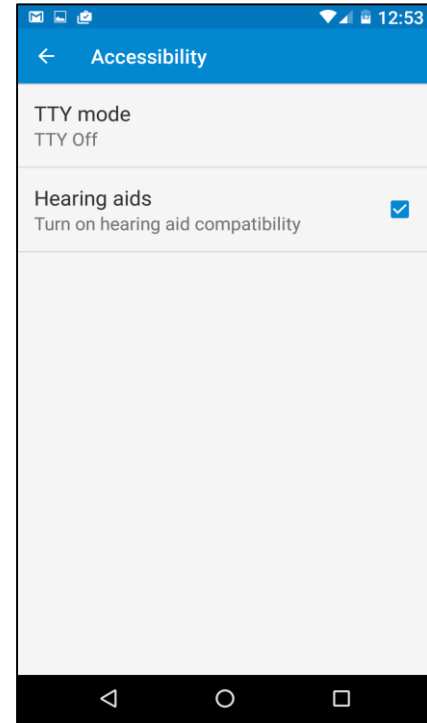 12:53
Accessibility
TTY mode
TTY Off
Hearing aids
Turn on hearing aid compatibility